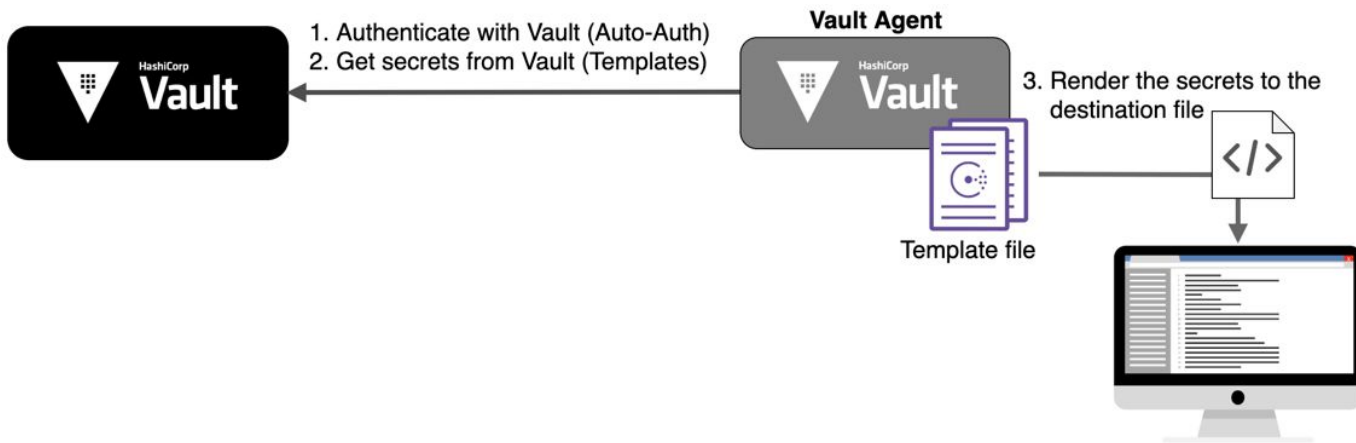 HashiCorp
Vault
1. Authenticate with Vault (Auto-Auth)
2. Get secrets from Vault (Templates)
Vault Agent
HashiCorp
Vault
Template file
3. Render the secrets to the
destination file
</>